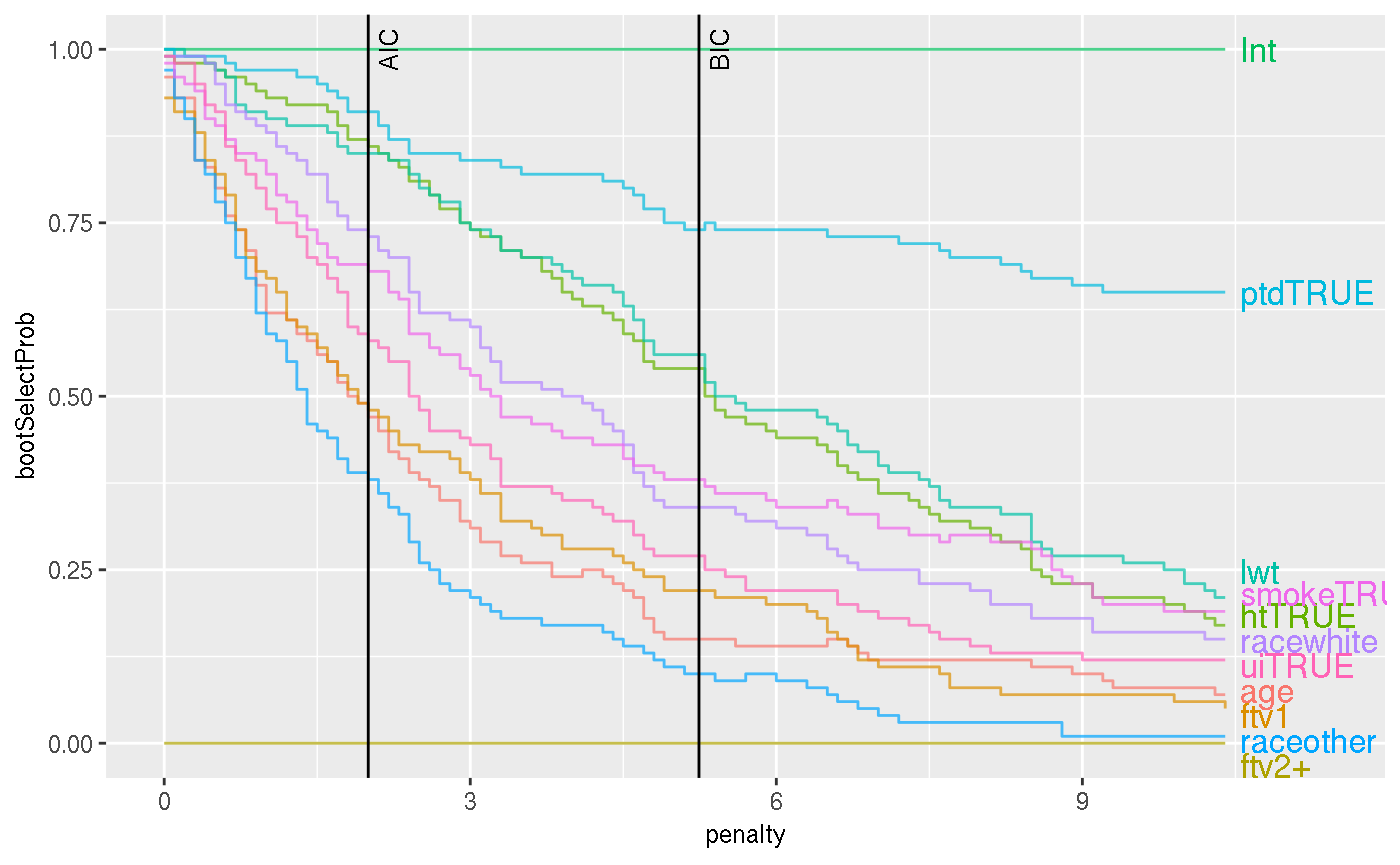 AIC
BIC
1.00
0.75
0.50
0.25
0.00
bootSelectProb
0
3
6
9
penalty
Int
ptdTRUE
lwt
smokeTRU
htTRUE
racewhite
uiTRUE
age
ftv1
raceother
ftv2+